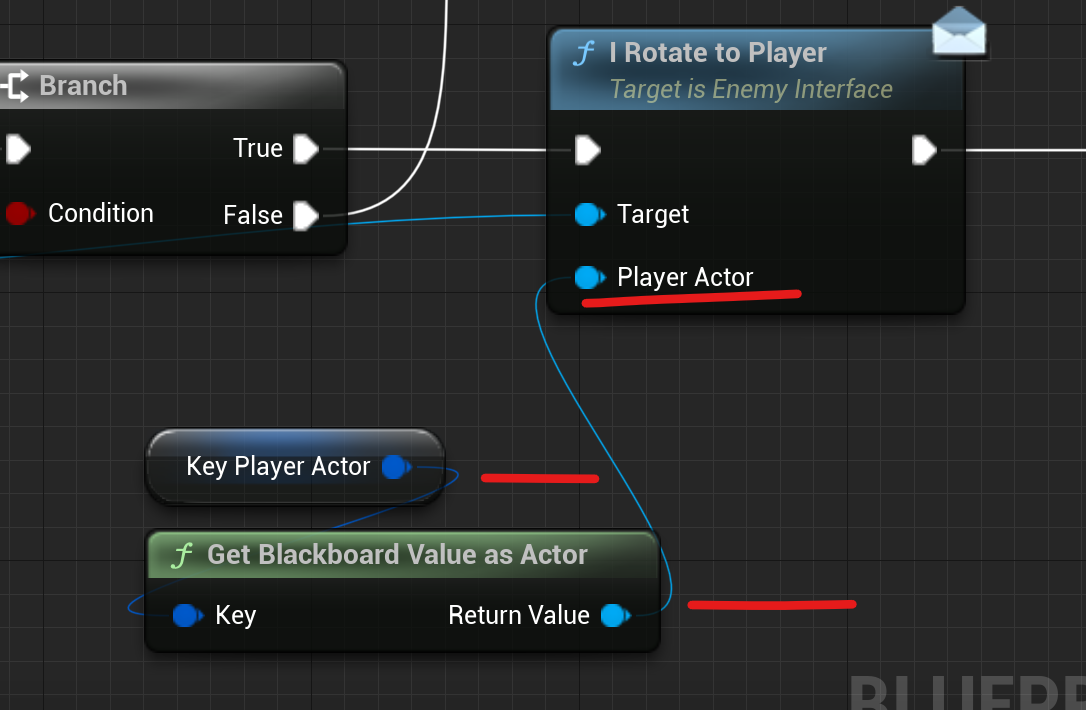 Branch
True
Condition
False
I Rotate to Player
Target is Enemy Interface
Target
Player Actor
Key Player Actor
Get Blackboard Value as Actor
Key
Return Value